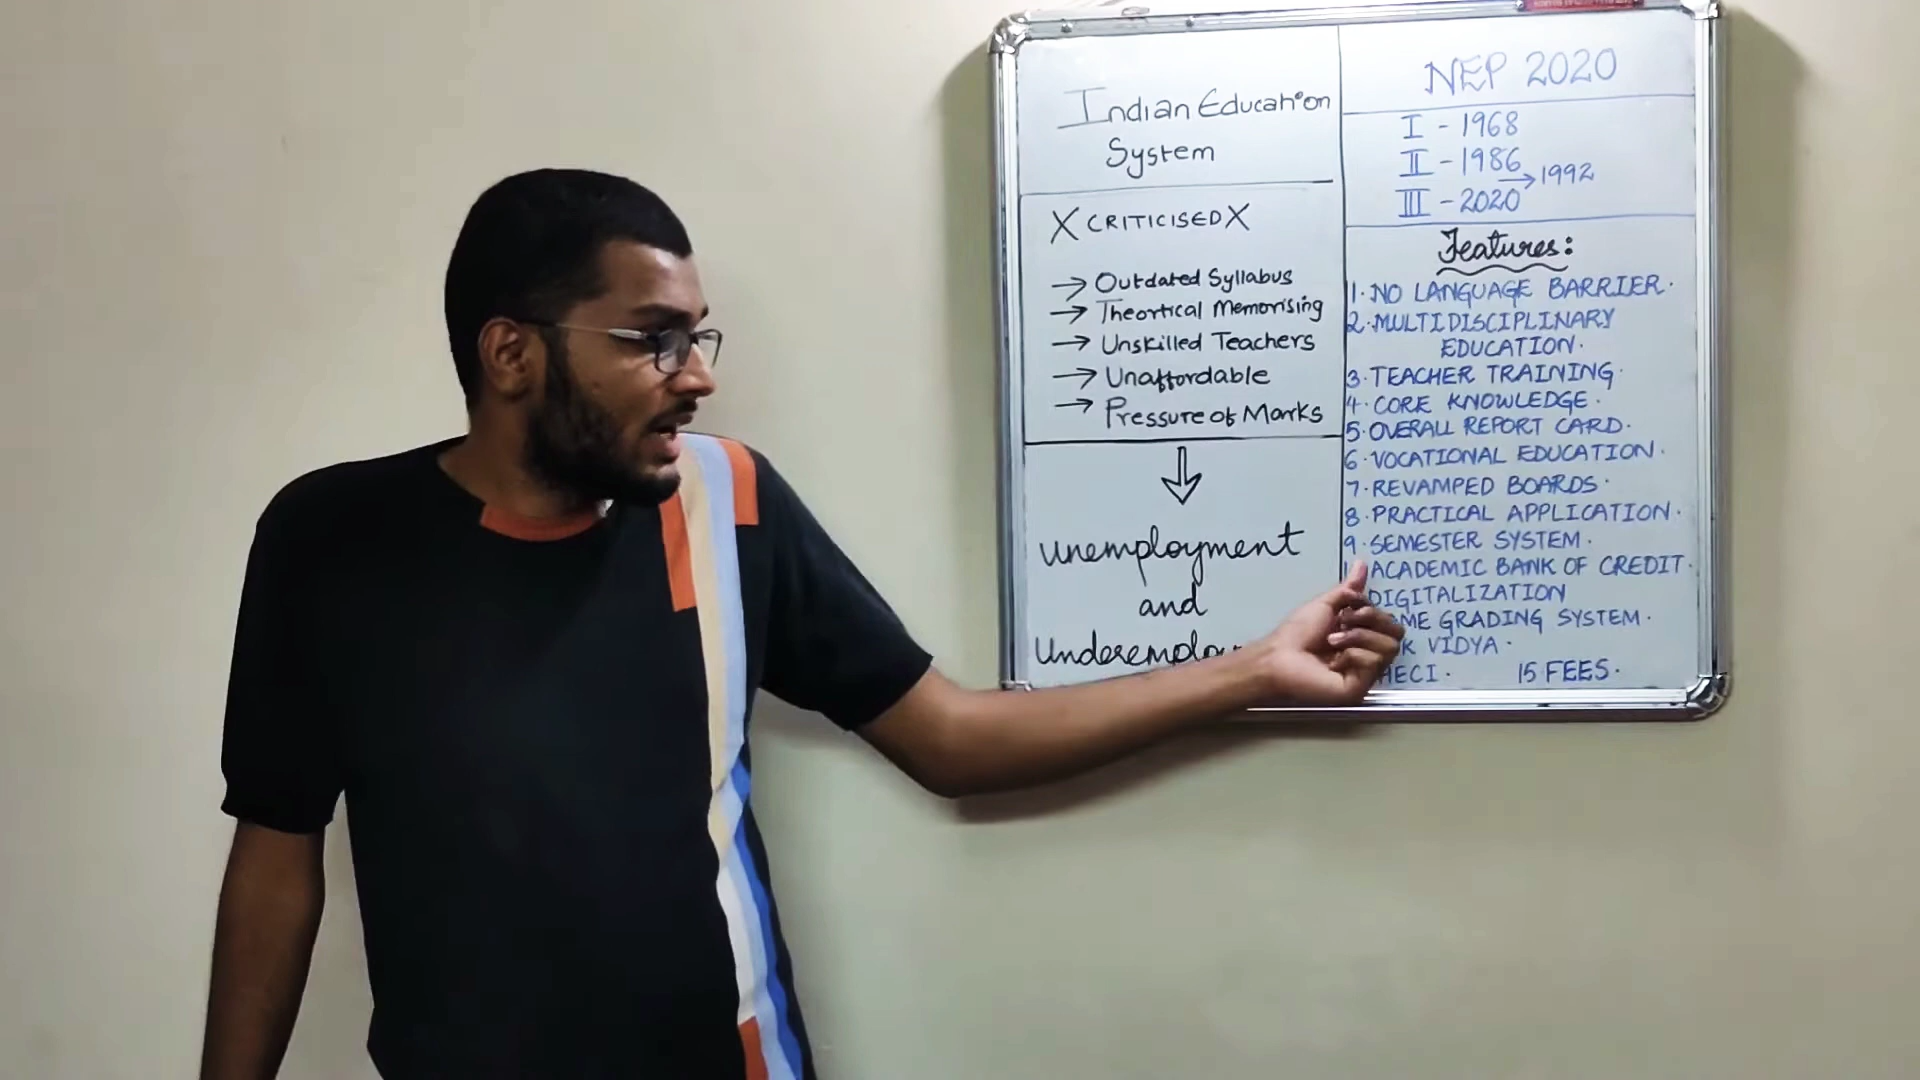 Indian Education
System
X CRITICISED X
→ Outdated Syllabus
→ Theortical Memorising
→ Unskilled Teachers
→ Unaffordable
→ Pressure of Marks
Unemployment
and
NEP 2020
I - 1968
II - 1986
→ 1992
III - 2020
Features:
1. NO LANGUAGE BARRIER.
2. MULTIDISCIPLINARY
EDUCATION.
3. TEACHER TRAINING.
4. CORE KNOWLEDGE.
5. OVERALL REPORT CARD.
6. VOCATIONAL EDUCATION.
7. REVAMPED BOARDS.
8. PRACTICAL APPLICATION.
9. SEMESTER SYSTEM.
ACADEMIC BANK OF CREDIT.
DIGITALIZATION
GRADING SYSTEM.
VIDYA.
HECI. 15 FEES.